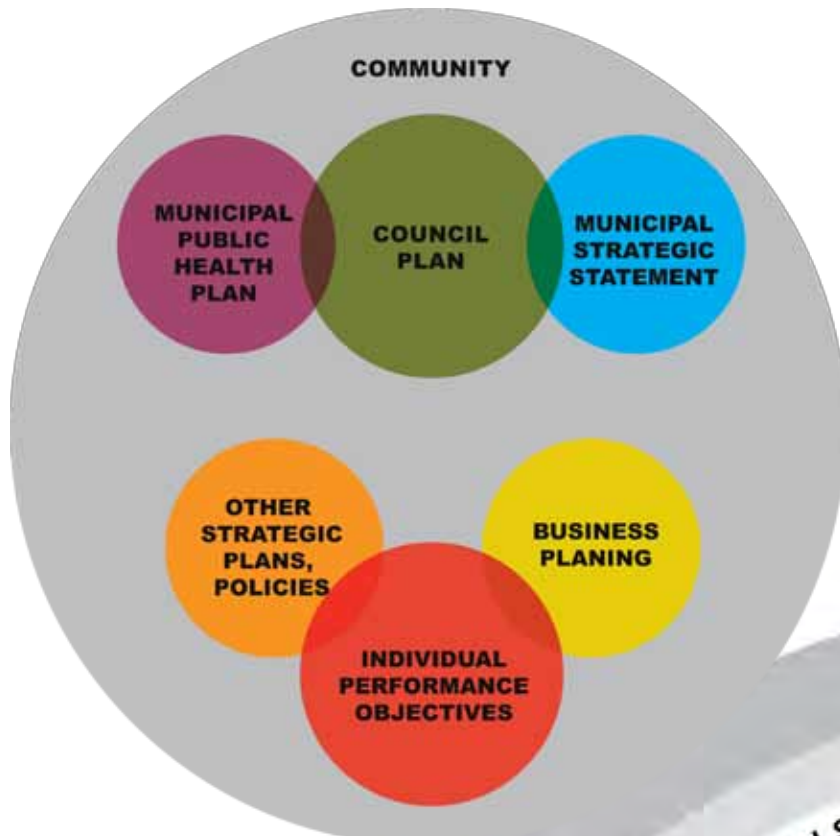 COMMUNITY
MUNICIPAL
PUBLIC
HEALTH
PLAN
COUNCIL
PLAN
MUNICIPAL
STRATEGIC
STATEMENT
OTHER
STRATEGIC
PLANS,
POLICIES
BUSINESS
PLANING
INDIVIDUAL
PERFORMANCE
OBJECTIVES